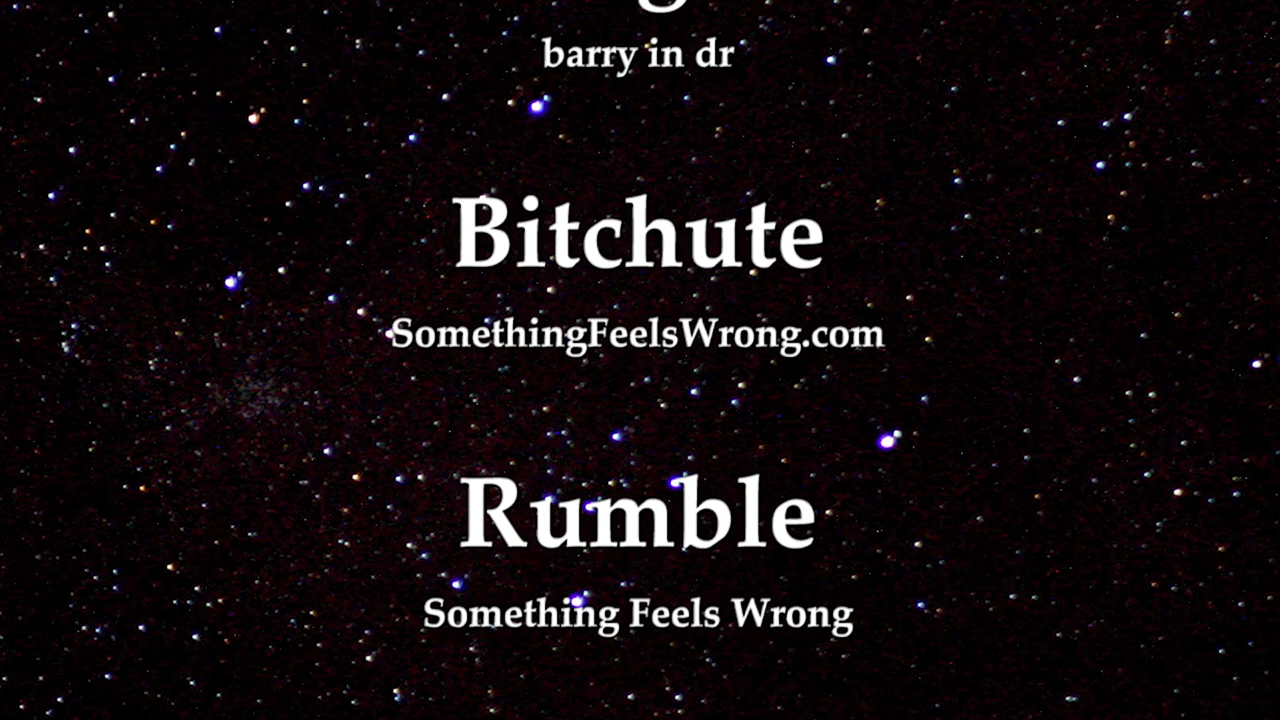 barry in dr
Bitchute
SomethingFeelsWrong.com
Rumble
Something Feels Wrong